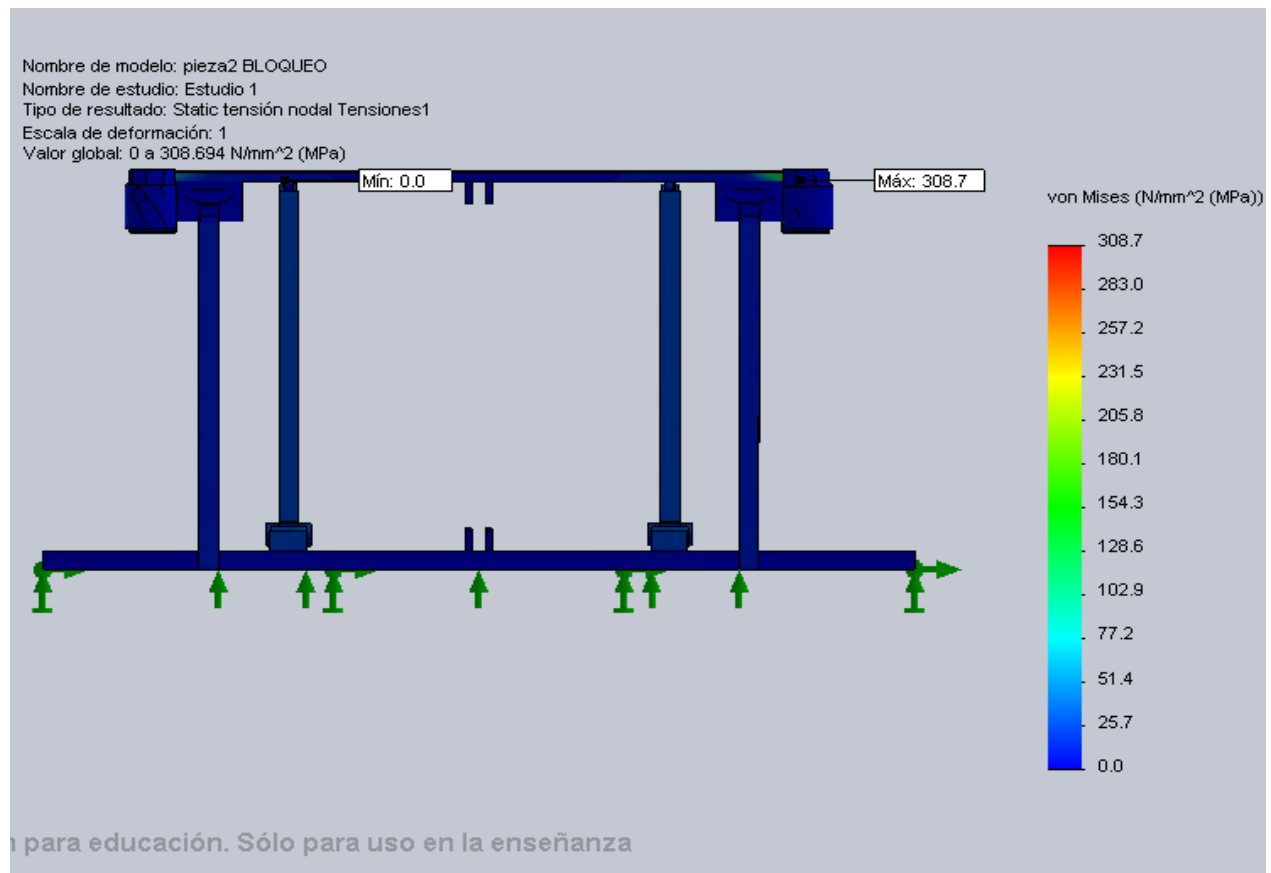 Nombre de modelo: pieza2 BLOQUEO
Nombre de estudio: Estudio 1
Tipo de resultado: Static tensión nodal Tensiones1
Escala de deformación: 1
Valor global: 0 a 308.694 N/mm^2 (MPa)
Mín: 0.0
Máx: 308.7
von Mises (N/mm^2 (MPa))
308.7
283.0
257.2
231.5
205.8
180.1
154.3
128.6
102.9
77.2
51.4
25.7
0.0
para educación. Sólo para uso en la enseñanza